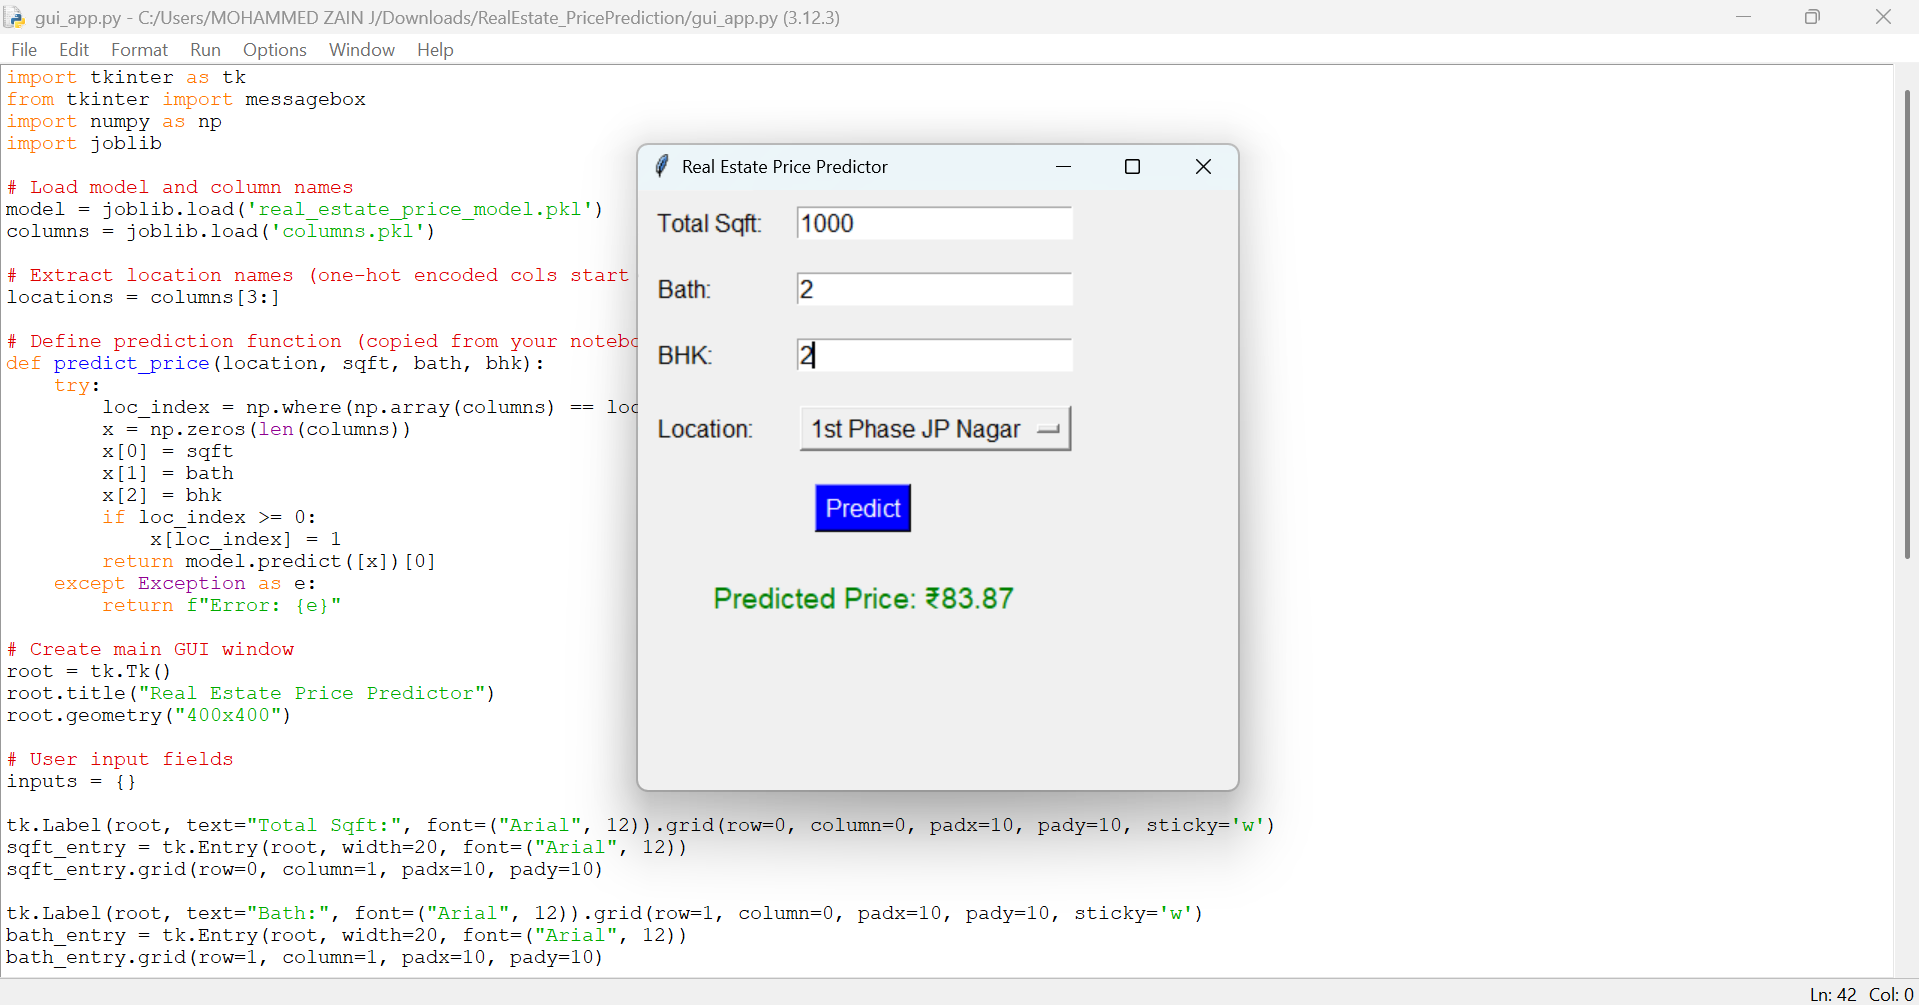 gui_app.py - C:/Users/MOHAMMED ZAIN J/Downloads/RealEstate_PricePrediction/gui_app.py (3.12.3)
File Edit Format Run Options Window Help
import tkinter as tk
from tkinter import messagebox
import numpy as np
import joblib
# Load model and column names
model = joblib.load('real_estate_price_model.pkl')
columns = joblib.load('columns.pkl')
# Extract location names (one-hot encoded cols start
locations = columns[3:]
# Define prediction function (copied from your notebo
def predict_price(location, sqft, bath, bhk):
    try:
        loc_index = np.where(np.array(columns) == loc
        x = np.zeros(len(columns))
        x[0] = sqft
        x[1] = bath
        x[2] = bhk
        if loc_index >= 0:
            x[loc_index] = 1
        return model.predict([x])[0]
    except Exception as e:
        return f"Error: {e}"
# Create main GUI window
root = tk.Tk()
root.title("Real Estate Price Predictor")
root.geometry("400x400")
# User input fields
inputs = {}
tk.Label(root, text="Total Sqft:", font=("Arial", 12)).grid(row=0, column=0, padx=10, pady=10, sticky='w')
sqft_entry = tk.Entry(root, width=20, font=("Arial", 12))
sqft_entry.grid(row=0, column=1, padx=10, pady=10)
tk.Label(root, text="Bath:", font=("Arial", 12)).grid(row=1, column=0, padx=10, pady=10, sticky='w')
bath_entry = tk.Entry(root, width=20, font=("Arial", 12))
bath_entry.grid(row=1, column=1, padx=10, pady=10)
Real Estate Price Predictor
Total Sqft: 1000
Bath: 2
BHK: 2
Location: 1st Phase JP Nagar
Predict
Predicted Price: ₹83.87
Ln: 42 Col: 0